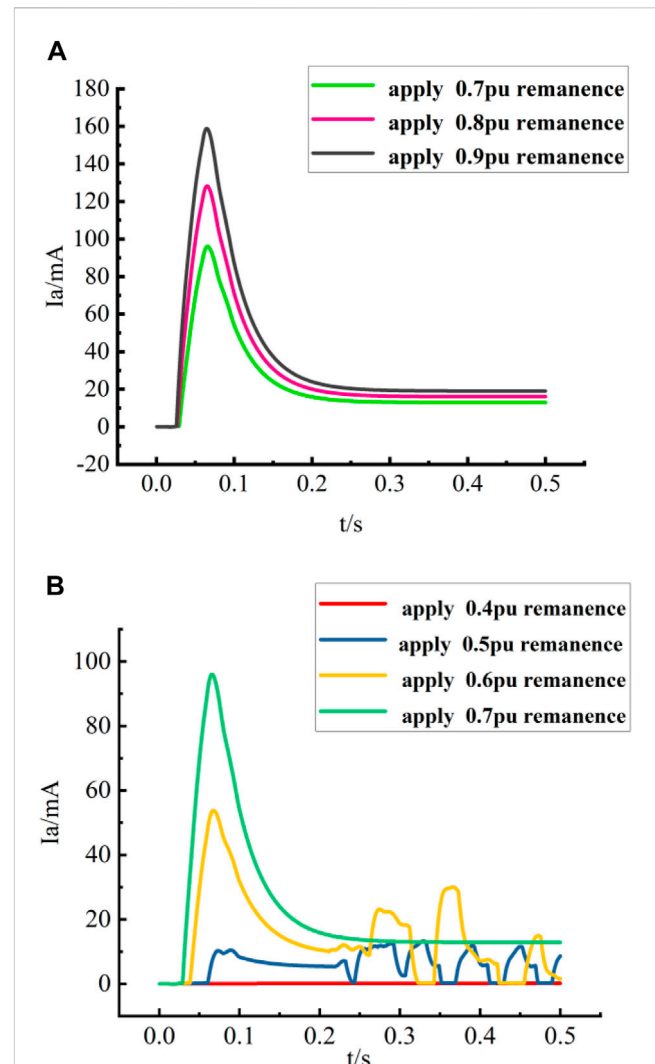 A
apply 0.7pu remanence
apply 0.8pu remanence
apply 0.9pu remanence
180
160
140
120
100
80
60
40
20
0
-20
Ia/mA
0.0 0.1 0.2 0.3 0.4 0.5
t/s
B
apply 0.4pu remanence
apply 0.5pu remanence
apply 0.6pu remanence
apply 0.7pu remanence
100
80
60
40
20
0
Ia/mA
0.0 0.1 0.2 0.3 0.4 0.5
t/s